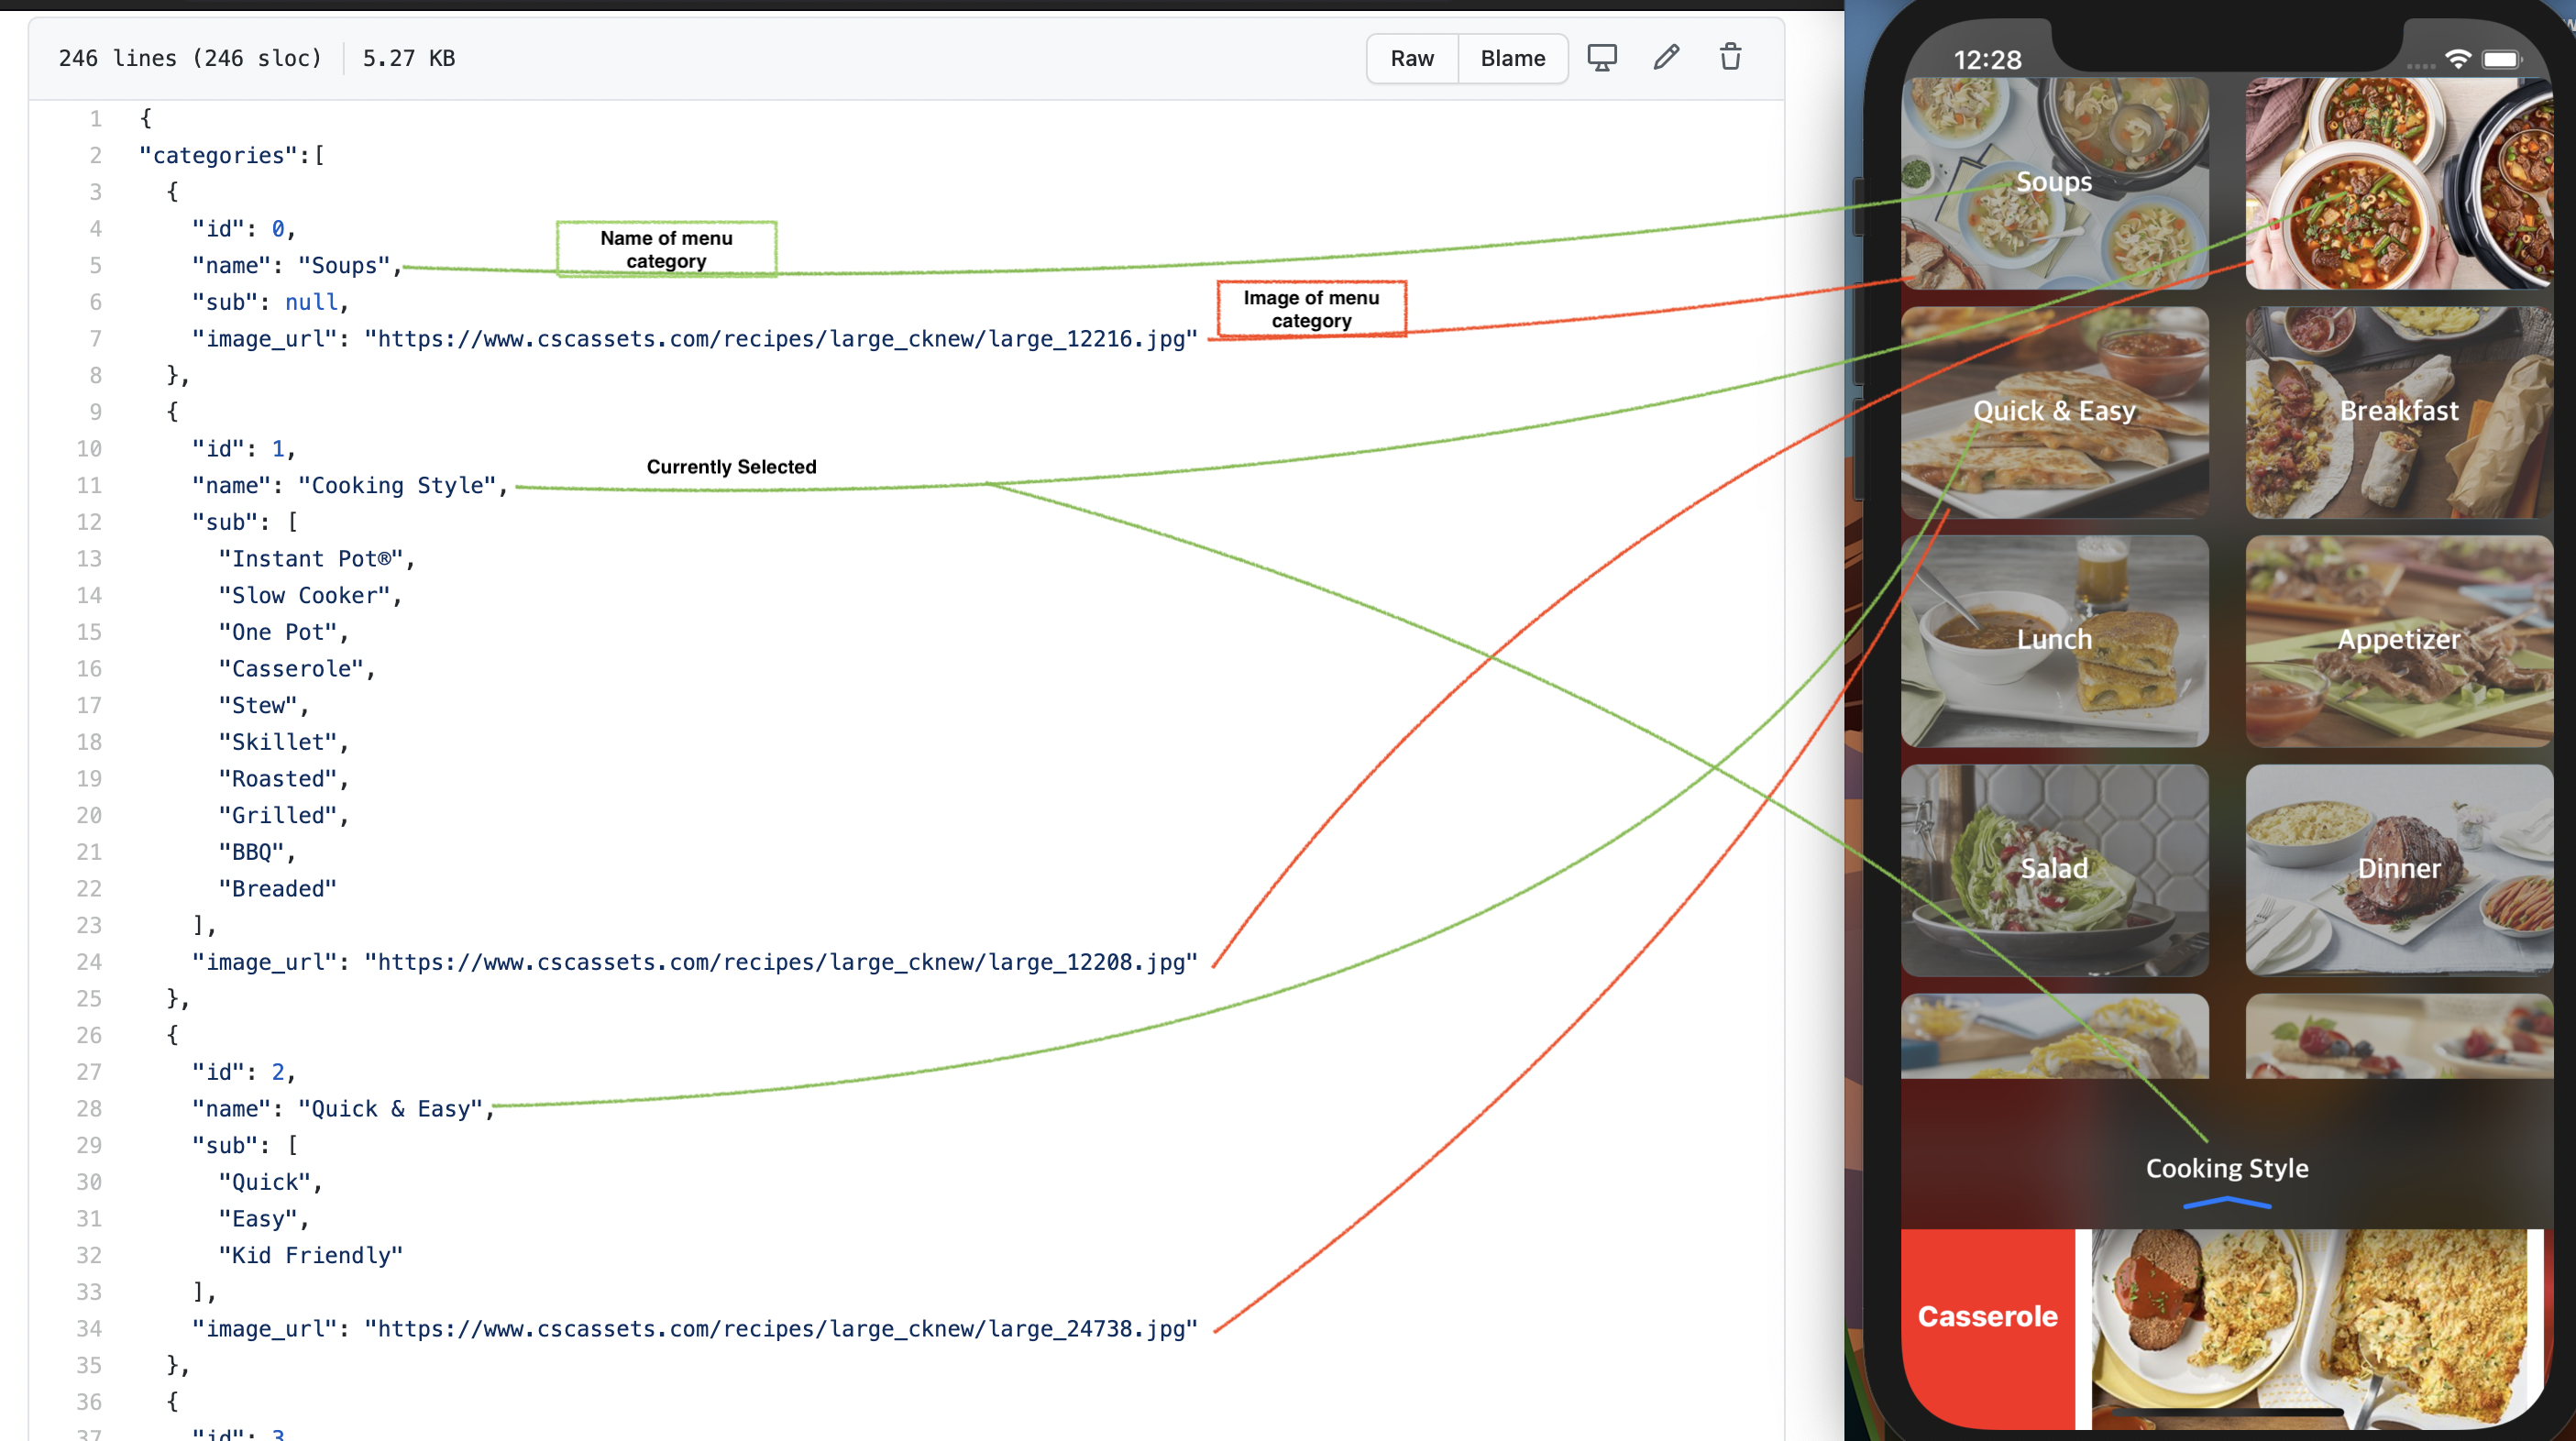 246 lines (246 sloc) 5.27 KB
Raw Blame
1 {
2 "categories":[
3 {
4 "id": 0,
5 "name": "Soups",
6 "sub": null,
7 "image_url": "https://www.cscassets.com/recipes/large_cknew/large_12216.jpg"
8 },
9 {
10 "id": 1,
11 "name": "Cooking Style",
12 "sub": [
13 "Instant Pot®",
14 "Slow Cooker",
15 "One Pot",
16 "Casserole",
17 "Stew",
18 "Skillet",
19 "Roasted",
20 "Grilled",
21 "BBQ",
22 "Breaded"
23 ],
24 "image_url": "https://www.cscassets.com/recipes/large_cknew/large_12208.jpg"
25 },
26 {
27 "id": 2,
28 "name": "Quick & Easy",
29 "sub": [
30 "Quick",
31 "Easy",
32 "Kid Friendly"
33 ],
34 "image_url": "https://www.cscassets.com/recipes/large_cknew/large_24738.jpg"
35 },
36 {
37 "id": 3
Name of menu
category
Image of menu
category
Currently Selected
12:28
Soups
Quick & Easy
Breakfast
Lunch
Appetizer
Salad
Dinner
Cooking Style
Casserole